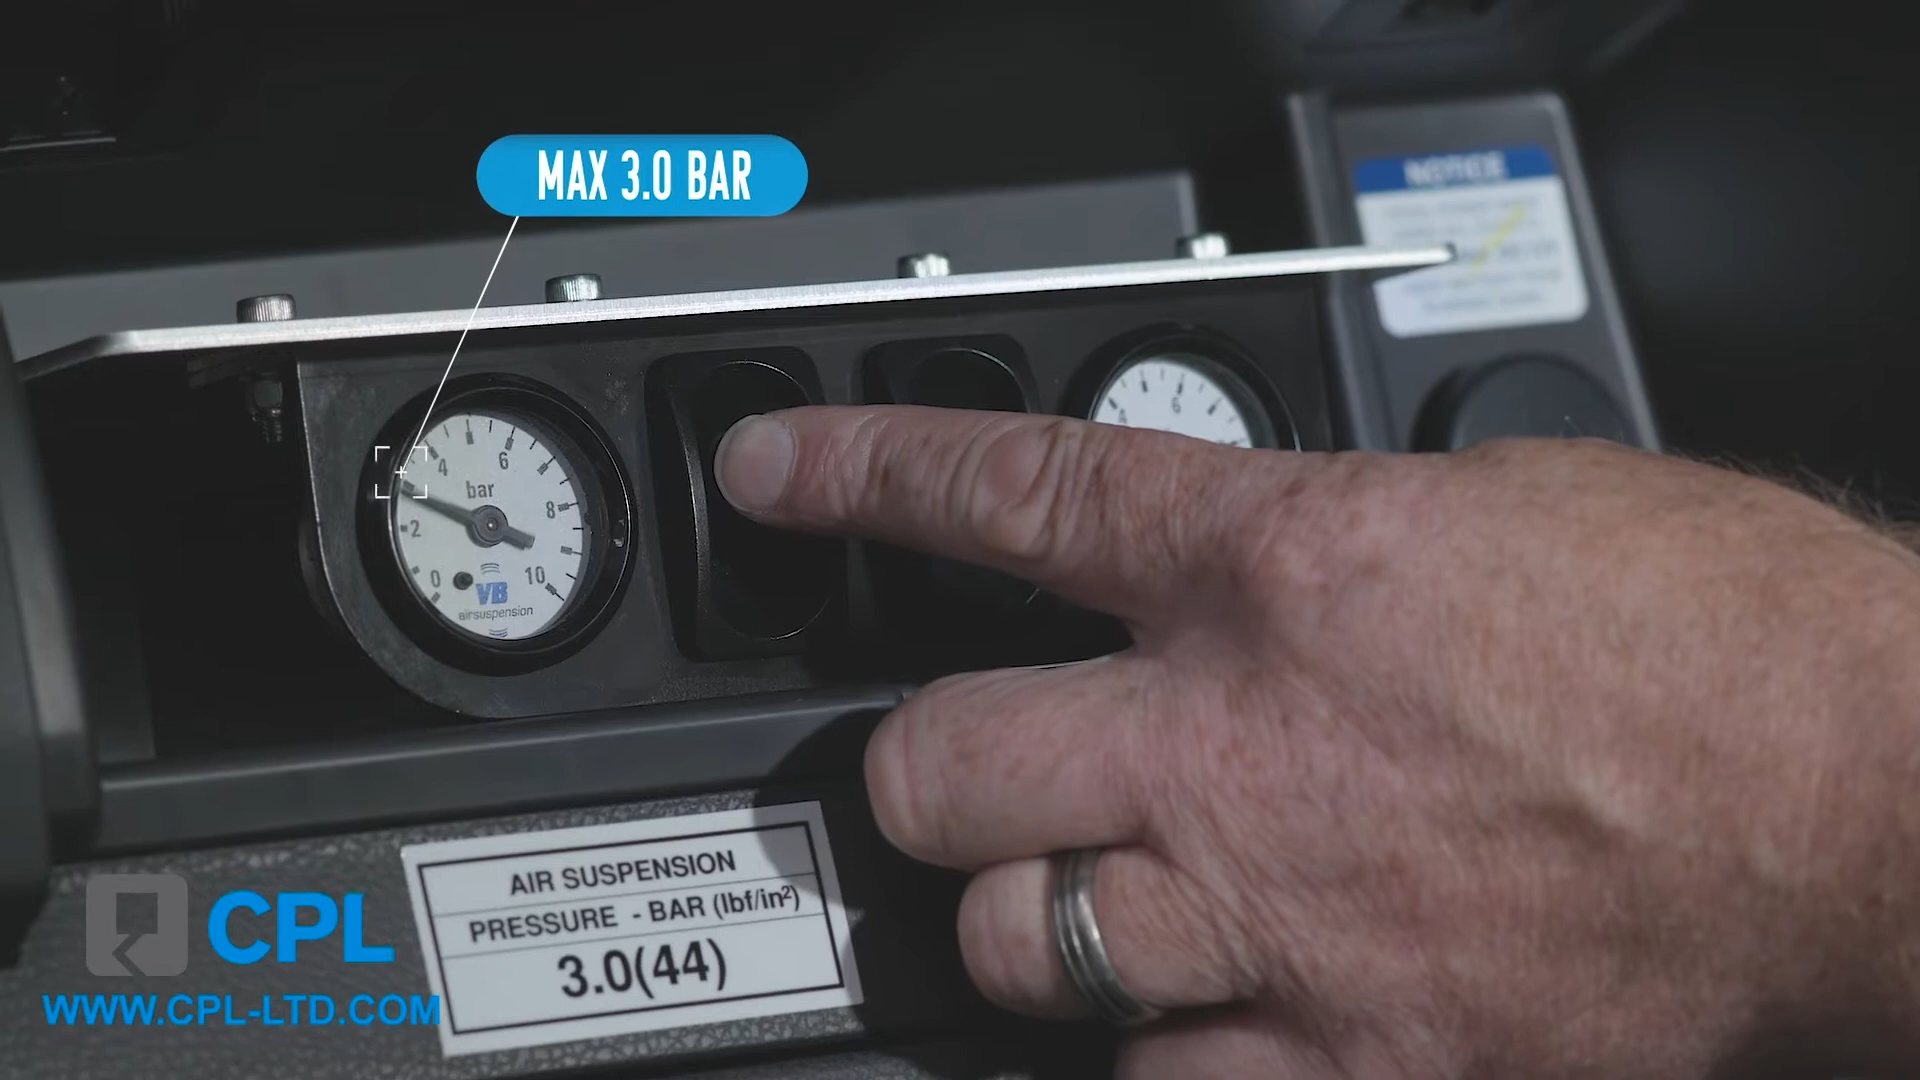 MAX 3.0 BAR
NOTICE
4
6
bar
8
2
0
10
VB
airsuspension
4
6
AIR SUSPENSION
PRESSURE - BAR (lbf/in²)
3.0(44)
CPL
WWW.CPL-LTD.COM